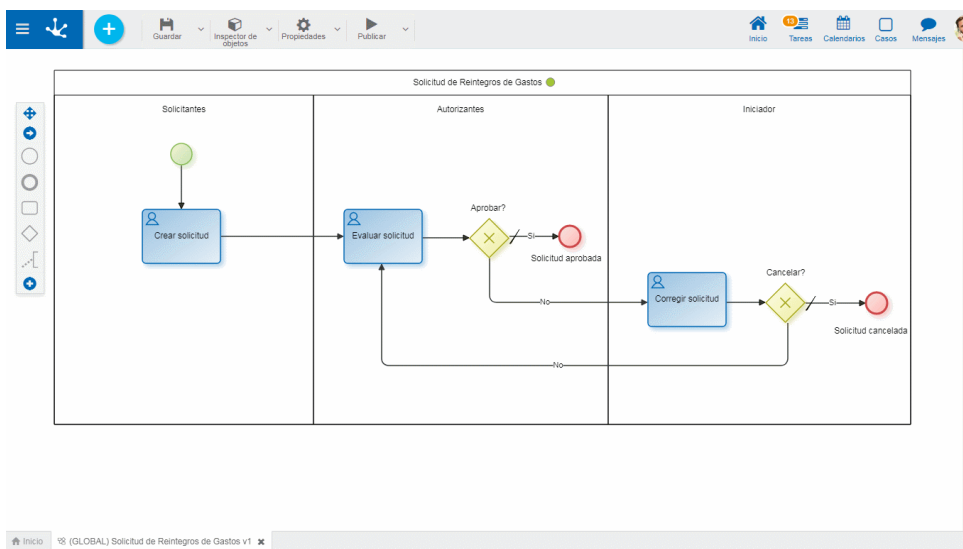 Guardar
Inspector de
objetos
Propiedades
Publicar
Inicio
13
Tareas
Calendarios
Casos
Mensajes
Solicitud de Reintegros de Gastos
Solicitantes
Autorizantes
Iniciador
Crear solicitud
Evaluar solicitud
Aprobar?
Si
Solicitud aprobada
No
Corregir solicitud
Cancelar?
Si
Solicitud cancelada
No
Inicio
(GLOBAL) Solicitud de Reintegros de Gastos v1